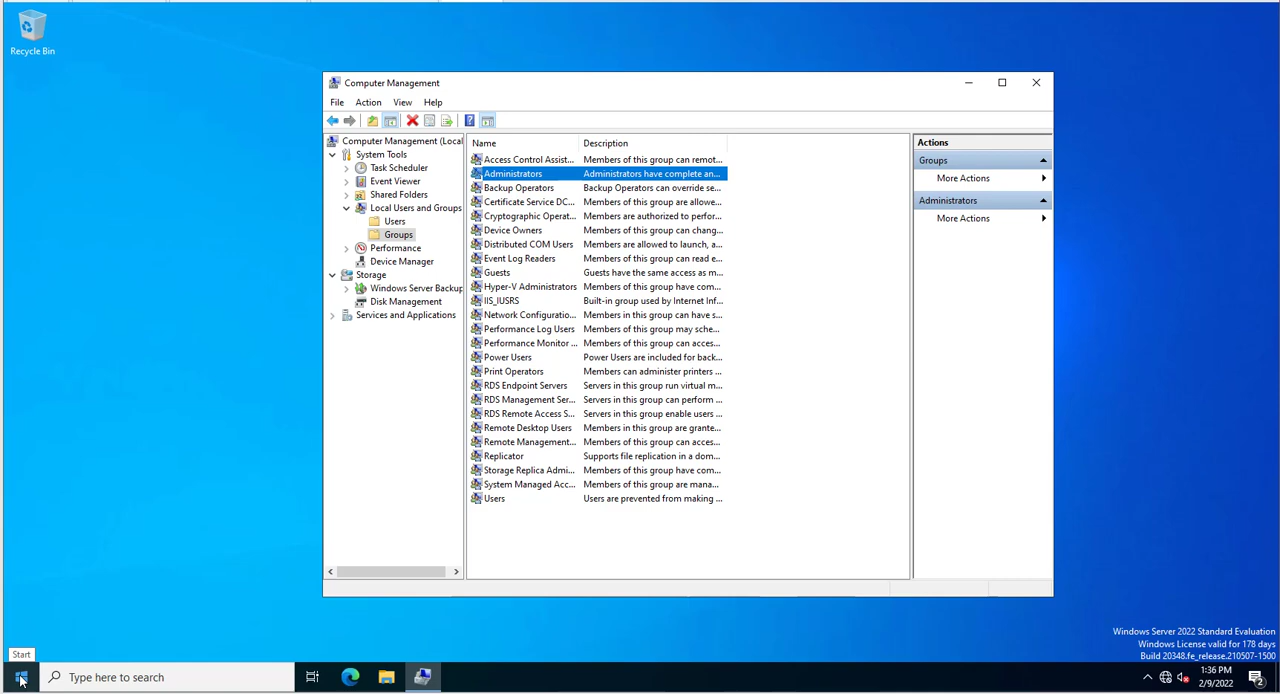 Recycle Bin
Computer Management
File Action View Help
Computer Management (Local
System Tools
Task Scheduler
Event Viewer
Shared Folders
Local Users and Groups
Users
Groups
Performance
Device Manager
Storage
Windows Server Backup
Disk Management
Services and Applications
Name Description
Access Control Assist... Members of this group can remot...
Administrators Administrators have complete an...
Backup Operators Backup Operators can override se...
Certificate Service DC... Members of this group are allowe...
Cryptographic Operat... Members are authorized to perfor...
Device Owners Members of this group can chang...
Distributed COM Users Members are allowed to launch, a...
Event Log Readers Members of this group can read e...
Guests Guests have the same access as m...
Hyper-V Administrators Members of this group have com...
IIS_IUSRS Built-in group used by Internet Inf...
Network Configuratio... Members in this group can have s...
Performance Log Users Members of this group may sche...
Performance Monitor ... Members of this group can acces...
Power Users Power Users are included for back...
Print Operators Members can administer printers ...
RDS Endpoint Servers Servers in this group run virtual m...
RDS Management Ser... Servers in this group can perform ...
RDS Remote Access S... Servers in this group enable users ...
Remote Desktop Users Members in this group are grante...
Remote Management... Members of this group can acces...
Replicator Supports file replication in a dom...
Storage Replica Admi... Members of this group have com...
System Managed Acc... Members of this group are mana...
Users Users are prevented from making ...
Actions
Groups
More Actions
Administrators
More Actions
Windows Server 2022 Standard Evaluation
Windows License valid for 178 days
Build 20348.fe_release.210507-1500
Start
Type here to search
1:36 PM
2/9/2022
2